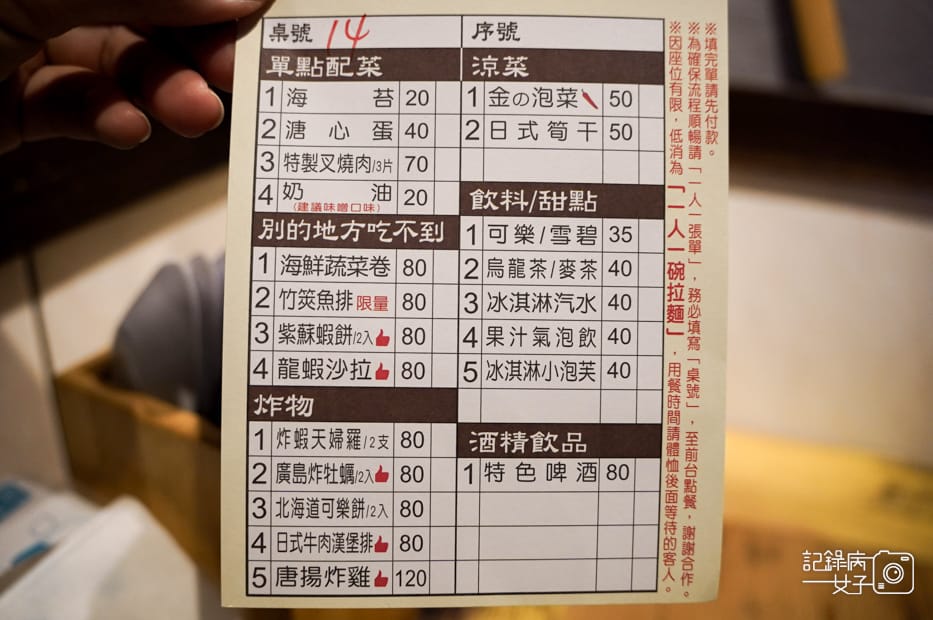 桌號 14
單點配菜
1 海苔 20
2 溏心蛋 40
3 特製叉燒肉/3片 70
4 奶油 20
(建議味噌口味)
別的地方吃不到
1 海鮮蔬菜卷 80
2 竹筴魚排 限量 80
3 紫蘇蝦餅/2入 80
4 龍蝦沙拉 80
炸物
1 炸蝦天婦羅/2支 80
2 廣島炸牡蠣/2入 80
3 北海道可樂餅/2入 80
4 日式牛肉漢堡排 80
5 唐揚炸雞 120
序號
涼菜
1 金の泡菜 50
2 日式筍干 50
飲料/甜點
1 可樂/雪碧 35
2 烏龍茶/麥茶 40
3 冰淇淋汽水 40
4 果汁氣泡飲 40
5 冰淇淋小泡芙 40
酒精飲品
1 特色啤酒 80
※填完單請先付款。
※為確保流程順暢請「一人一張單」，務必填寫「桌號」，至前台點餐，謝謝合作。
※因座位有限，低消為「一人一碗拉麵」，用餐時間請體恤後面等待的客人。
記錄病
女子